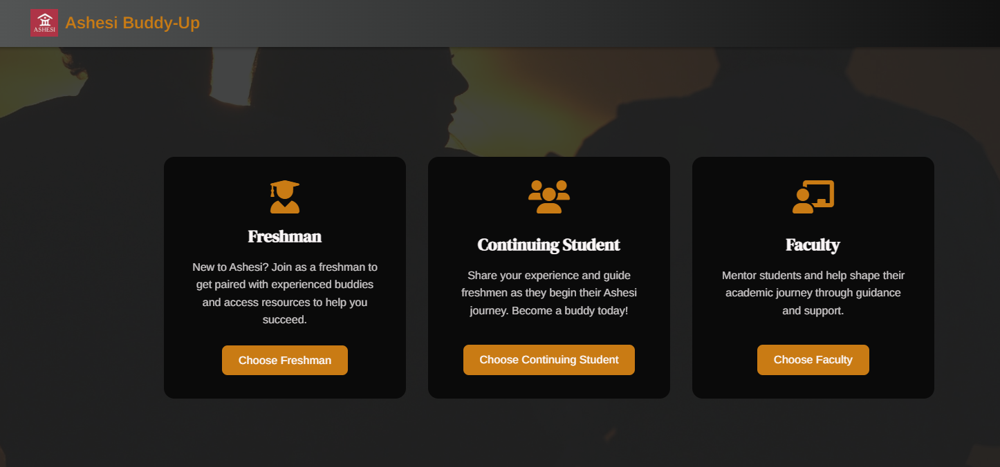 ASHESI
Ashesi Buddy-Up
Freshman
New to Ashesi? Join as a freshman to
get paired with experienced buddies
and access resources to help you
succeed.
Choose Freshman
Continuing Student
Share your experience and guide
freshmen as they begin their Ashesi
journey. Become a buddy today!
Choose Continuing Student
Faculty
Mentor students and help shape their
academic journey through guidance
and support.
Choose Faculty